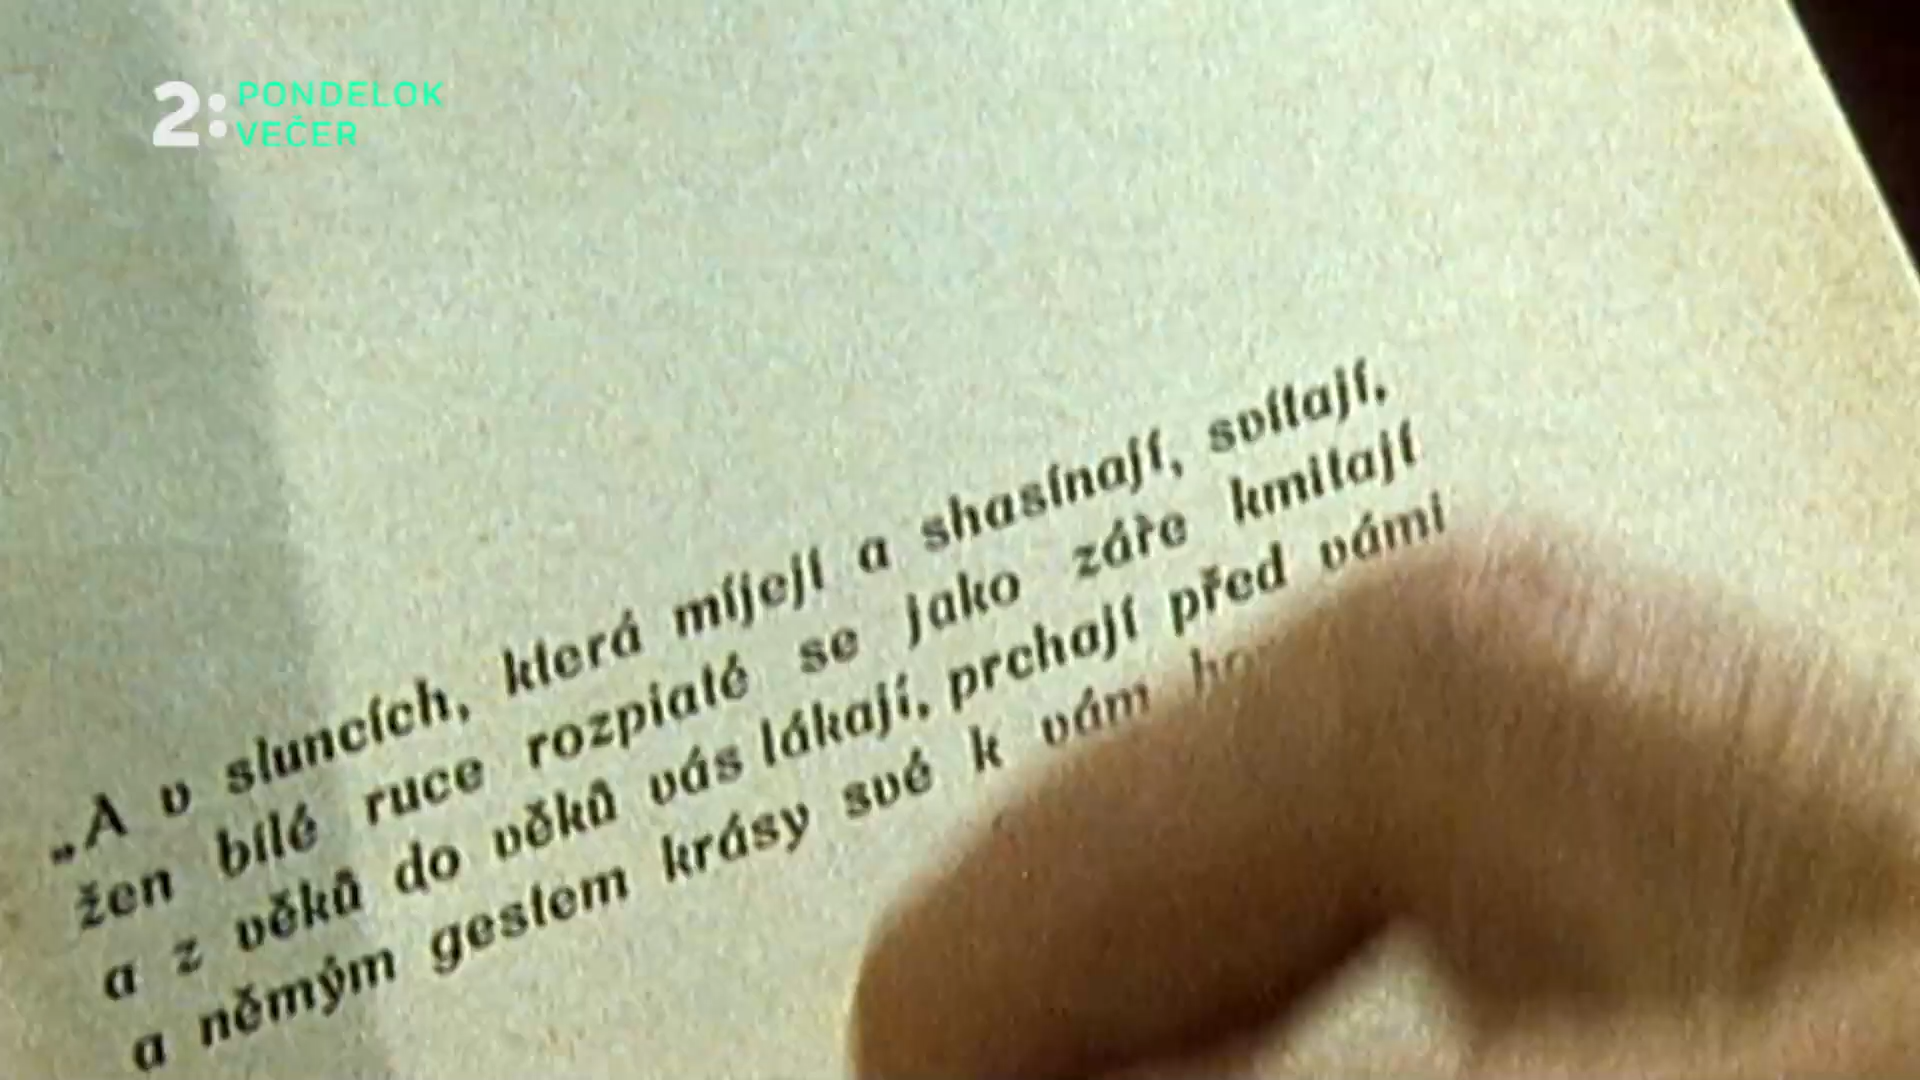 2: PONDELOK
VEČER
„A v sluncích, která míjejí a shasínají, svítají,
žen bílé ruce rozpiaté se jako záře kmitají
a z věků do věků vás lákají, prchají před vámi
a němým gestem krásy své k vám